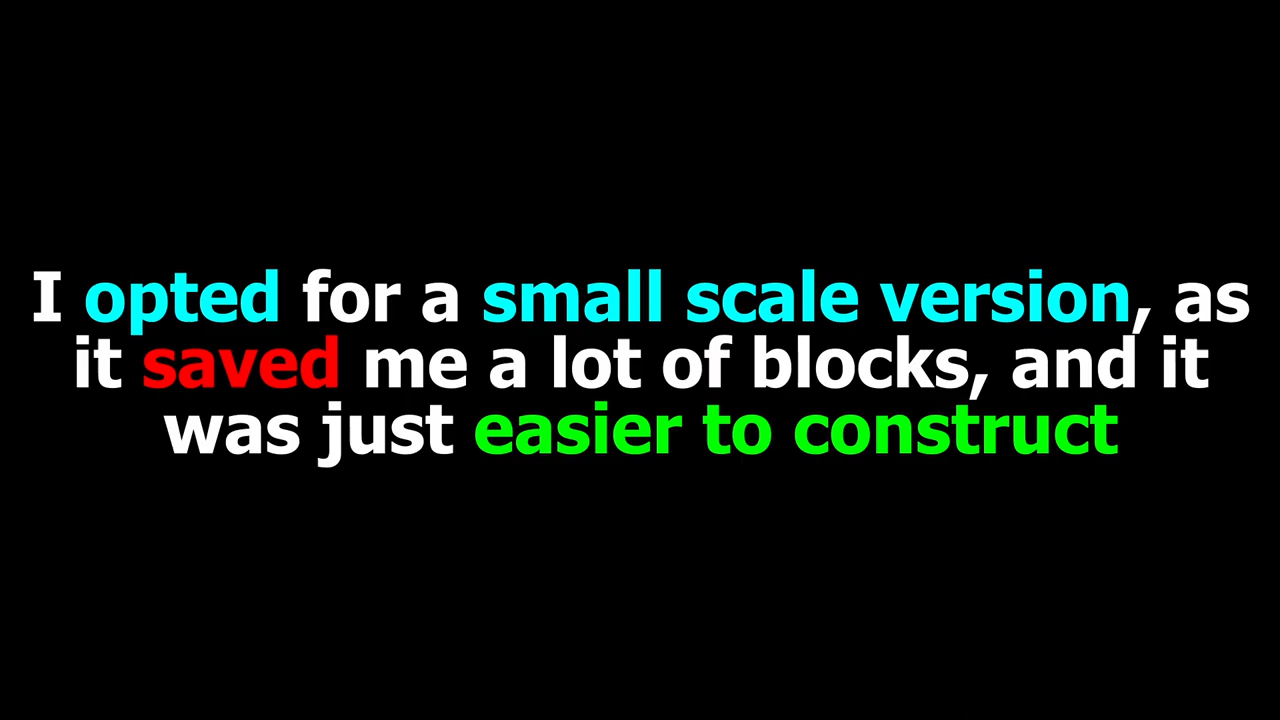 I opted for a small scale version, as
it saved me a lot of blocks, and it
was just easier to construct